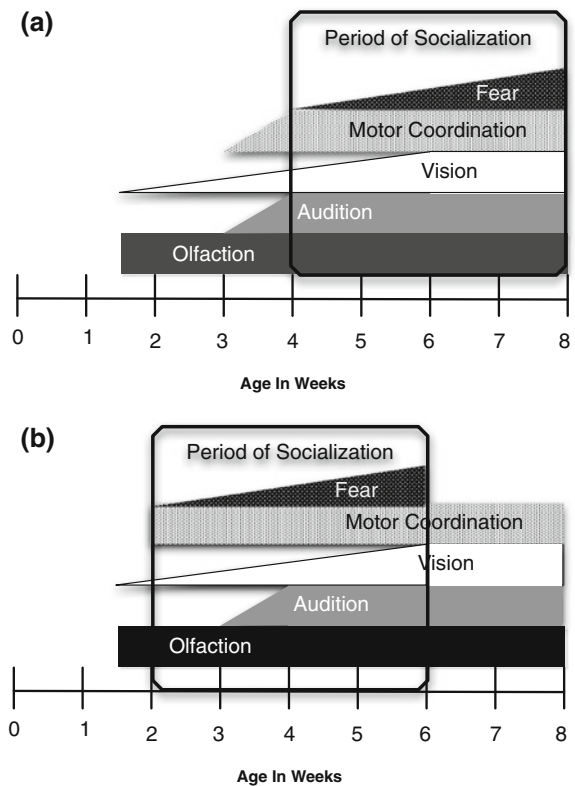 (a)
Period of Socialization
Fear
Motor Coordination
Vision
Audition
Olfaction
0 1 2 3 4 5 6 7 8
Age In Weeks
(b)
Period of Socialization
Fear
Motor Coordination
Vision
Audition
Olfaction
0 1 2 3 4 5 6 7 8
Age In Weeks